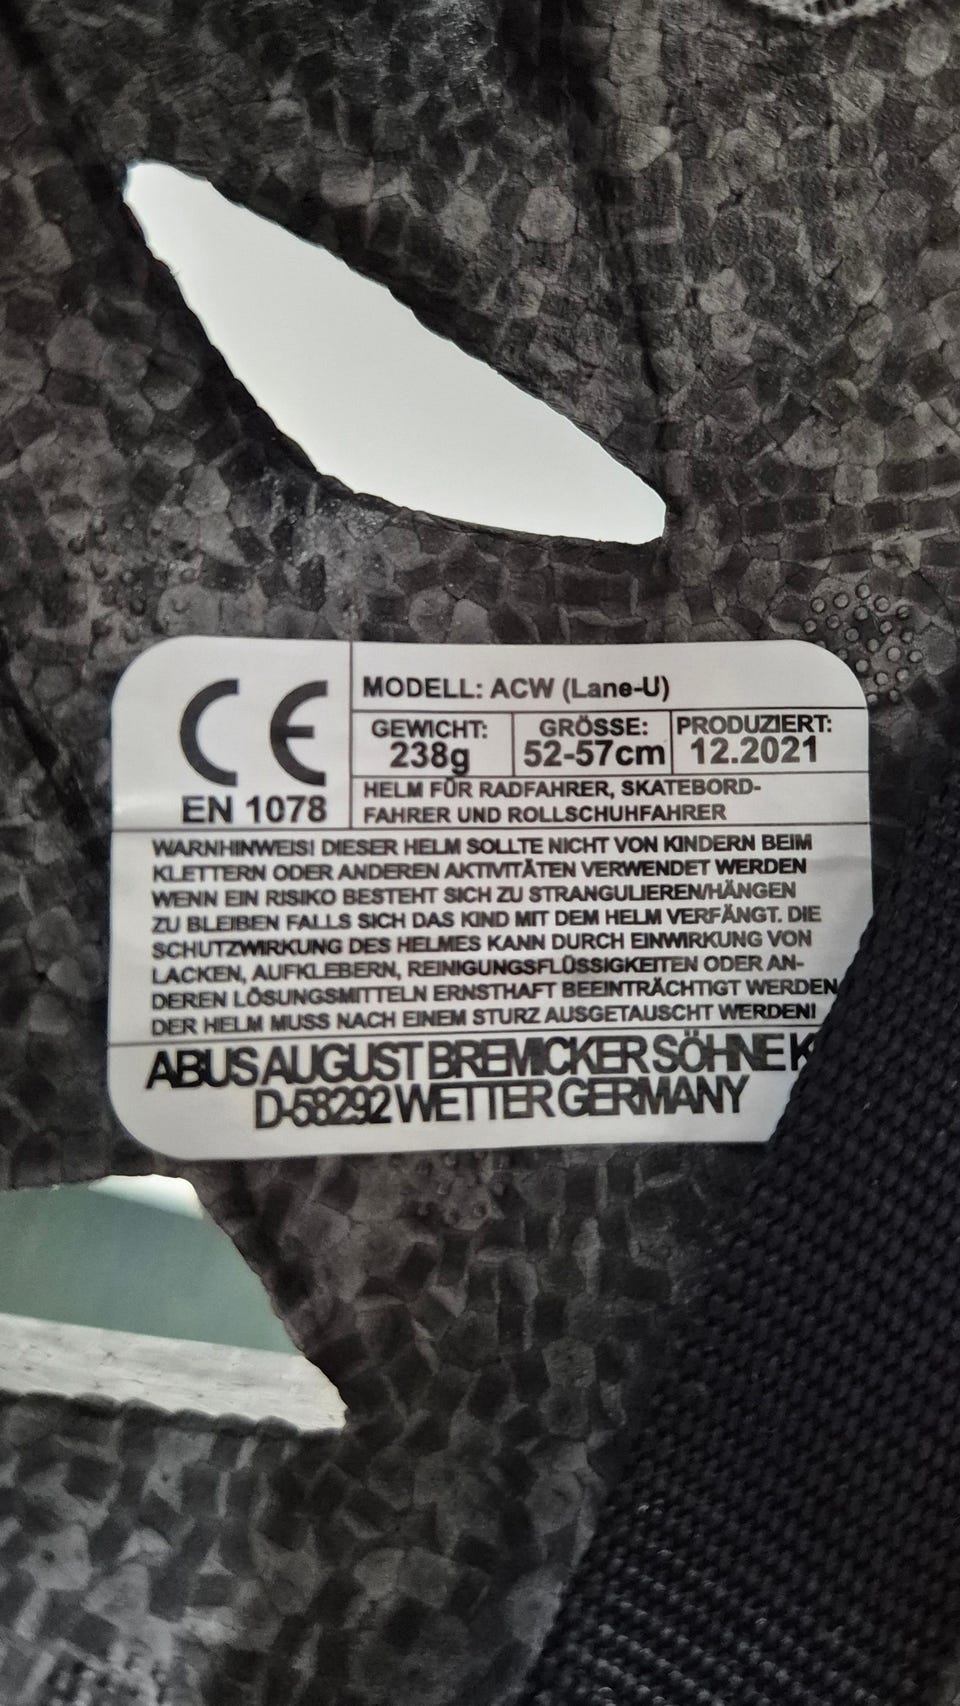 CE
EN 1078
MODELL: ACW (Lane-U)
GEWICHT:
238g
GRÖSSE:
52-57cm
PRODUZIERT:
12.2021
HELM FÜR RADFAHRER, SKATEBORD-
FAHRER UND ROLLSCHUHFAHRER
WARNHINWEIS! DIESER HELM SOLLTE NICHT VON KINDERN BEIM
KLETTERN ODER ANDEREN AKTIVITÄTEN VERWENDET WERDEN
WENN EIN RISIKO BESTEHT SICH ZU STRANGULIEREN/HÄNGEN
ZU BLEIBEN FALLS SICH DAS KIND MIT DEM HELM VERFÄNGT. DIE
SCHUTZWIRKUNG DES HELMES KANN DURCH EINWIRKUNG VON
LACKEN, AUFKLEBERN, REINIGUNGSFLÜSSIGKEITEN ODER AN-
DEREN LÖSUNGSMITTELN ERNSTHAFT BEEINTRÄCHTIGT WERDEN
DER HELM MUSS NACH EINEM STURZ AUSGETAUSCHT WERDEN!
ABUS AUGUST BREMICKER SÖHNE K
D-58292 WETTER GERMANY